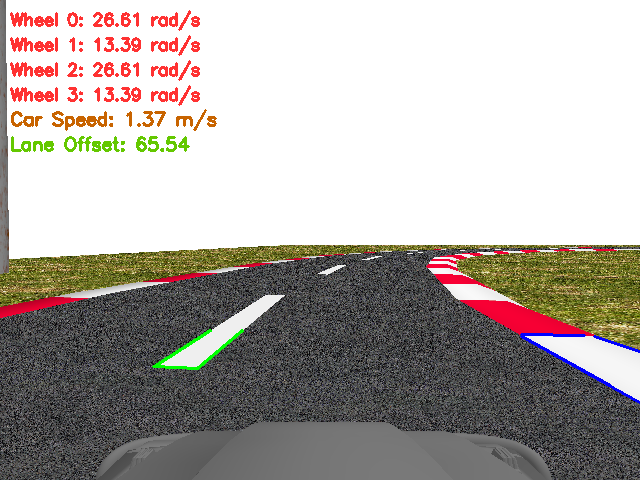 Wheel 0: 26.61 rad/s
Wheel 1: 13.39 rad/s
Wheel 2: 26.61 rad/s
Wheel 3: 13.39 rad/s
Car Speed: 1.37 m/s
Lane Offset: 65.54